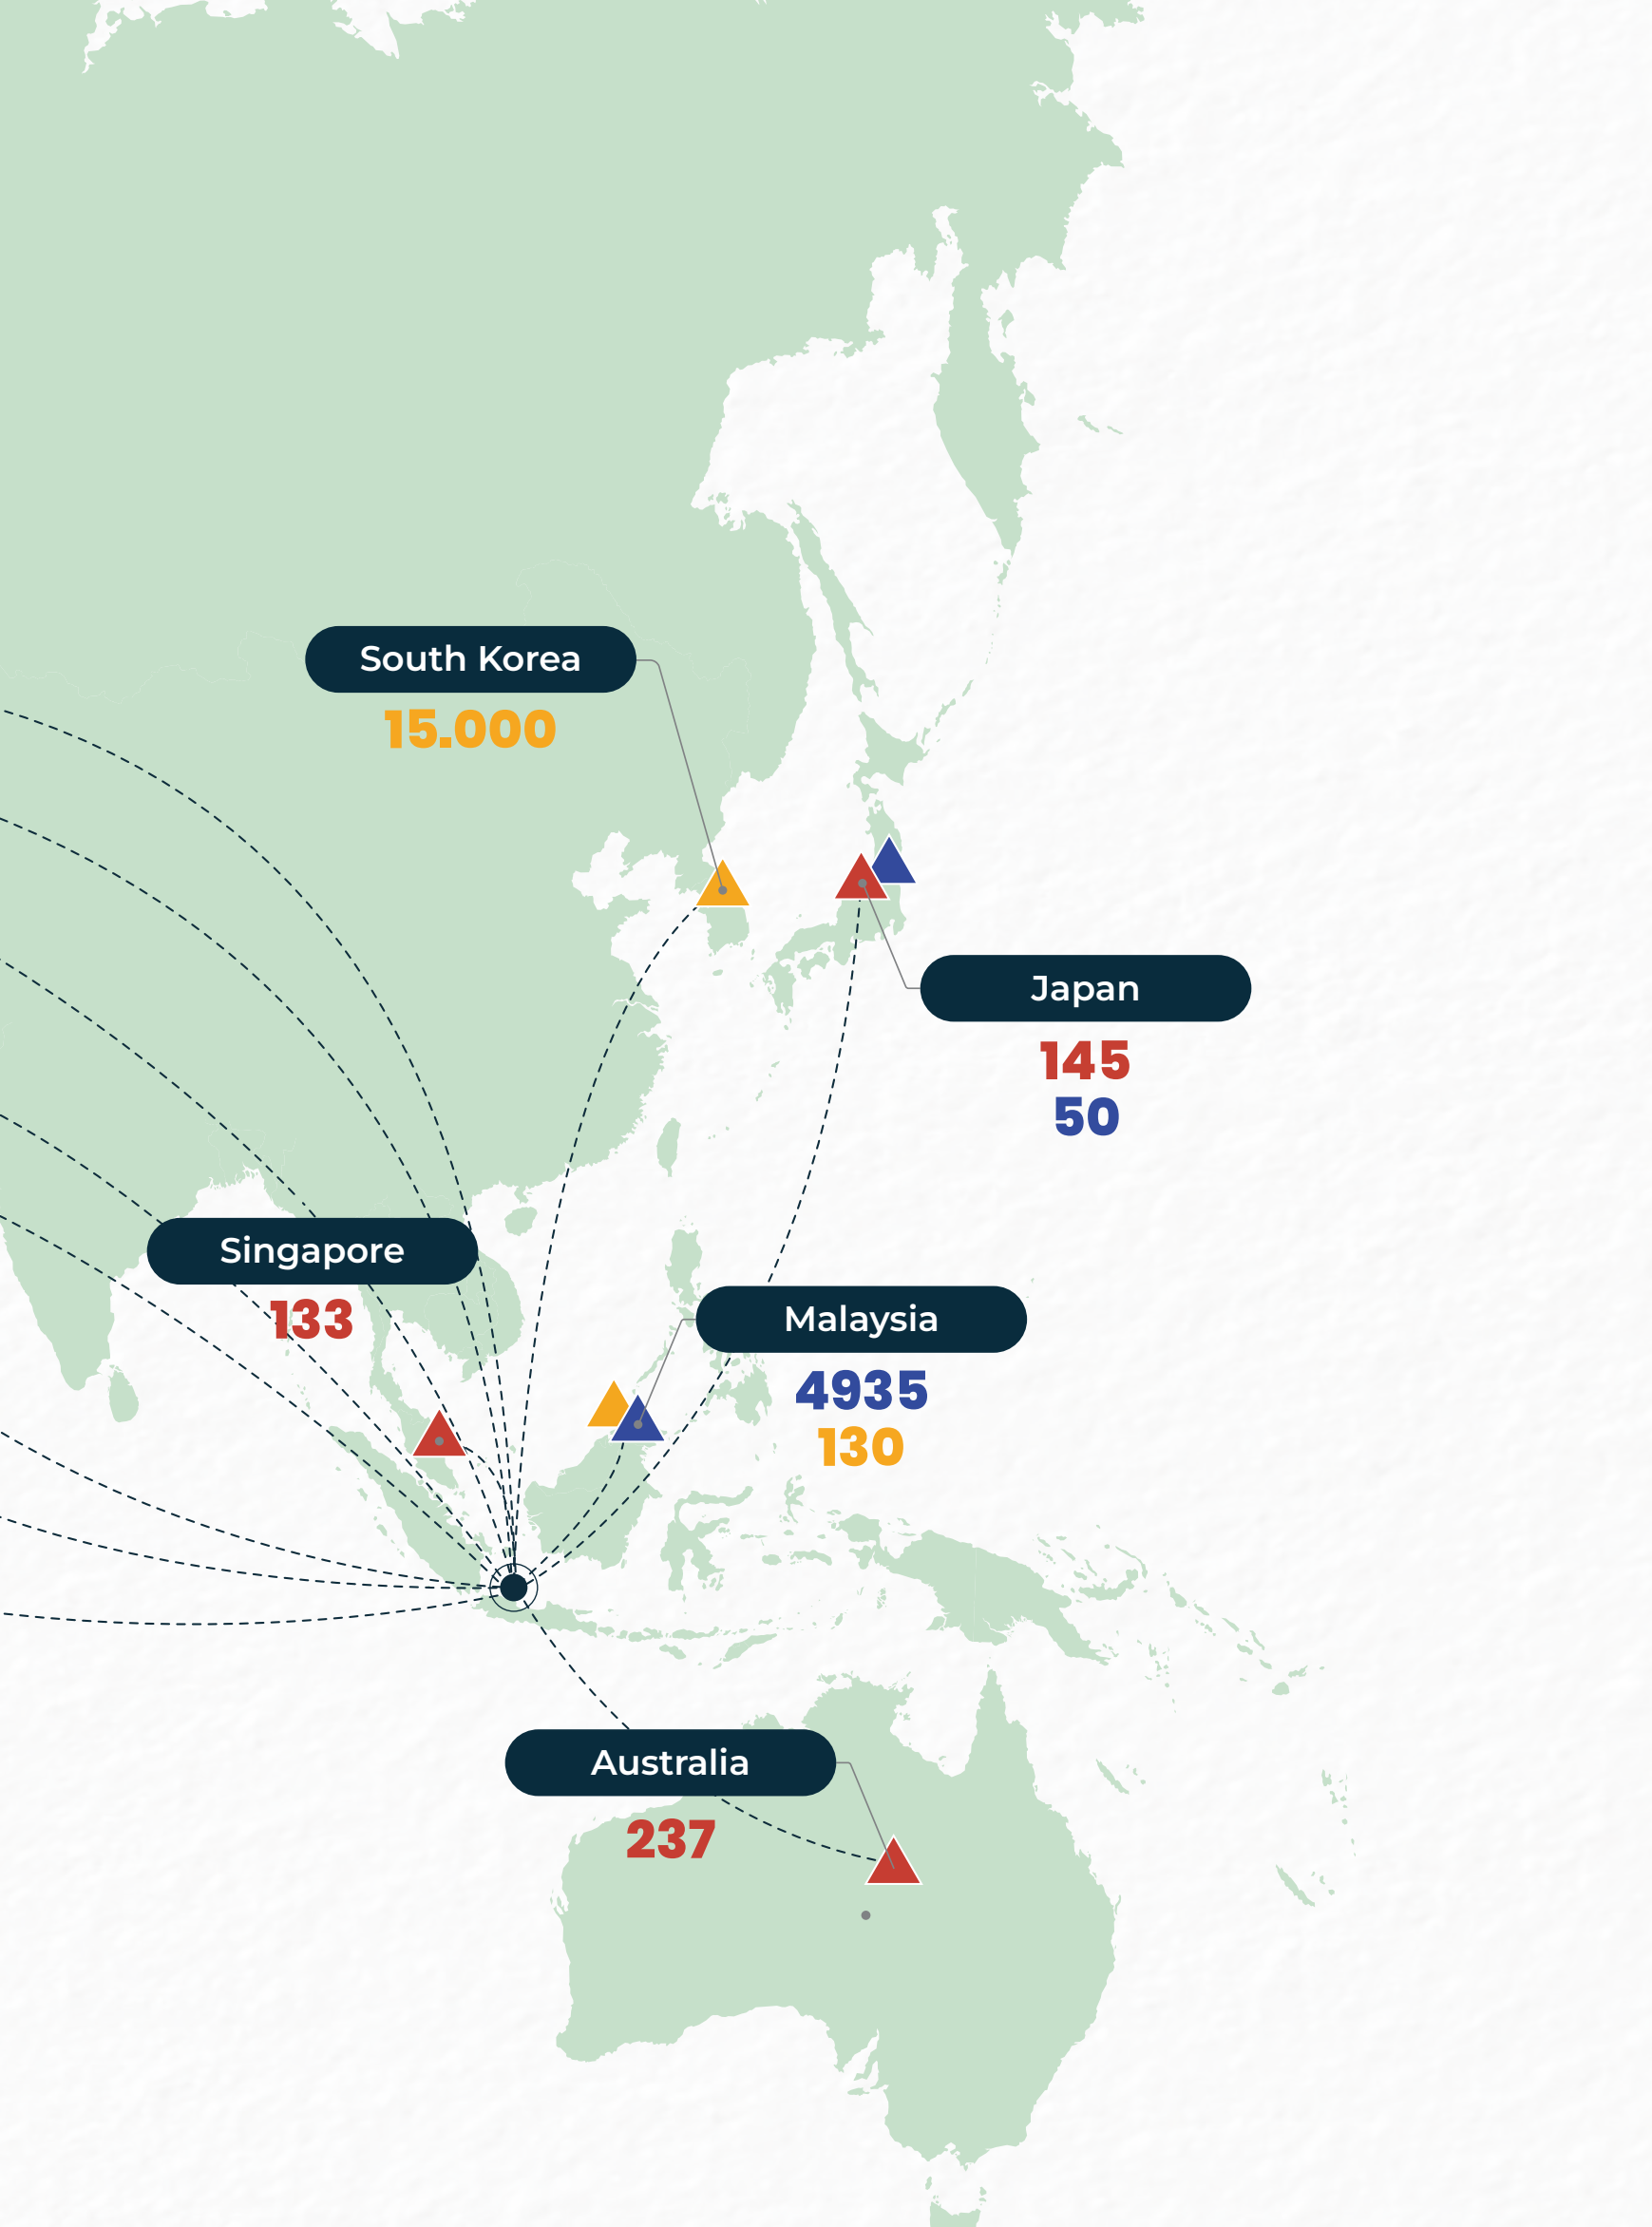 South Korea
15.000
Japan
145
50
Singapore
133
Malaysia
4935
130
Australia
237